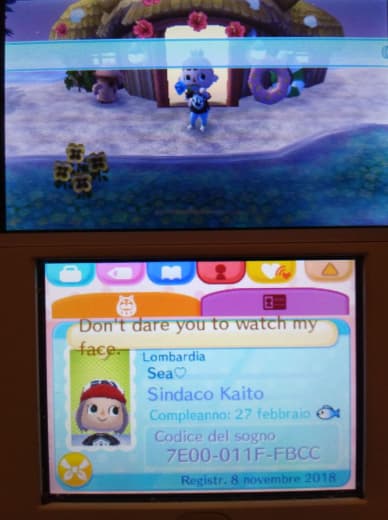 Don't dare you to watch my
face.
Lombardia
Sea♡
Sindaco Kaito
Compleanno: 27 febbraio
Codice del sogno
7E00-011F-FBCC
Registr. 8 novembre 2018